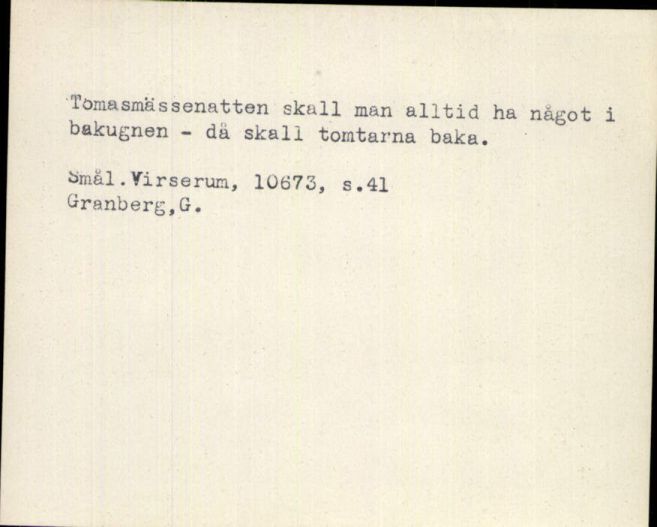 Tomasmässenatten skall man alltid ha något i
bakugnen - då skall tomtarna baka.
Smål.Virserum, 10673, s.41
Granberg,G.